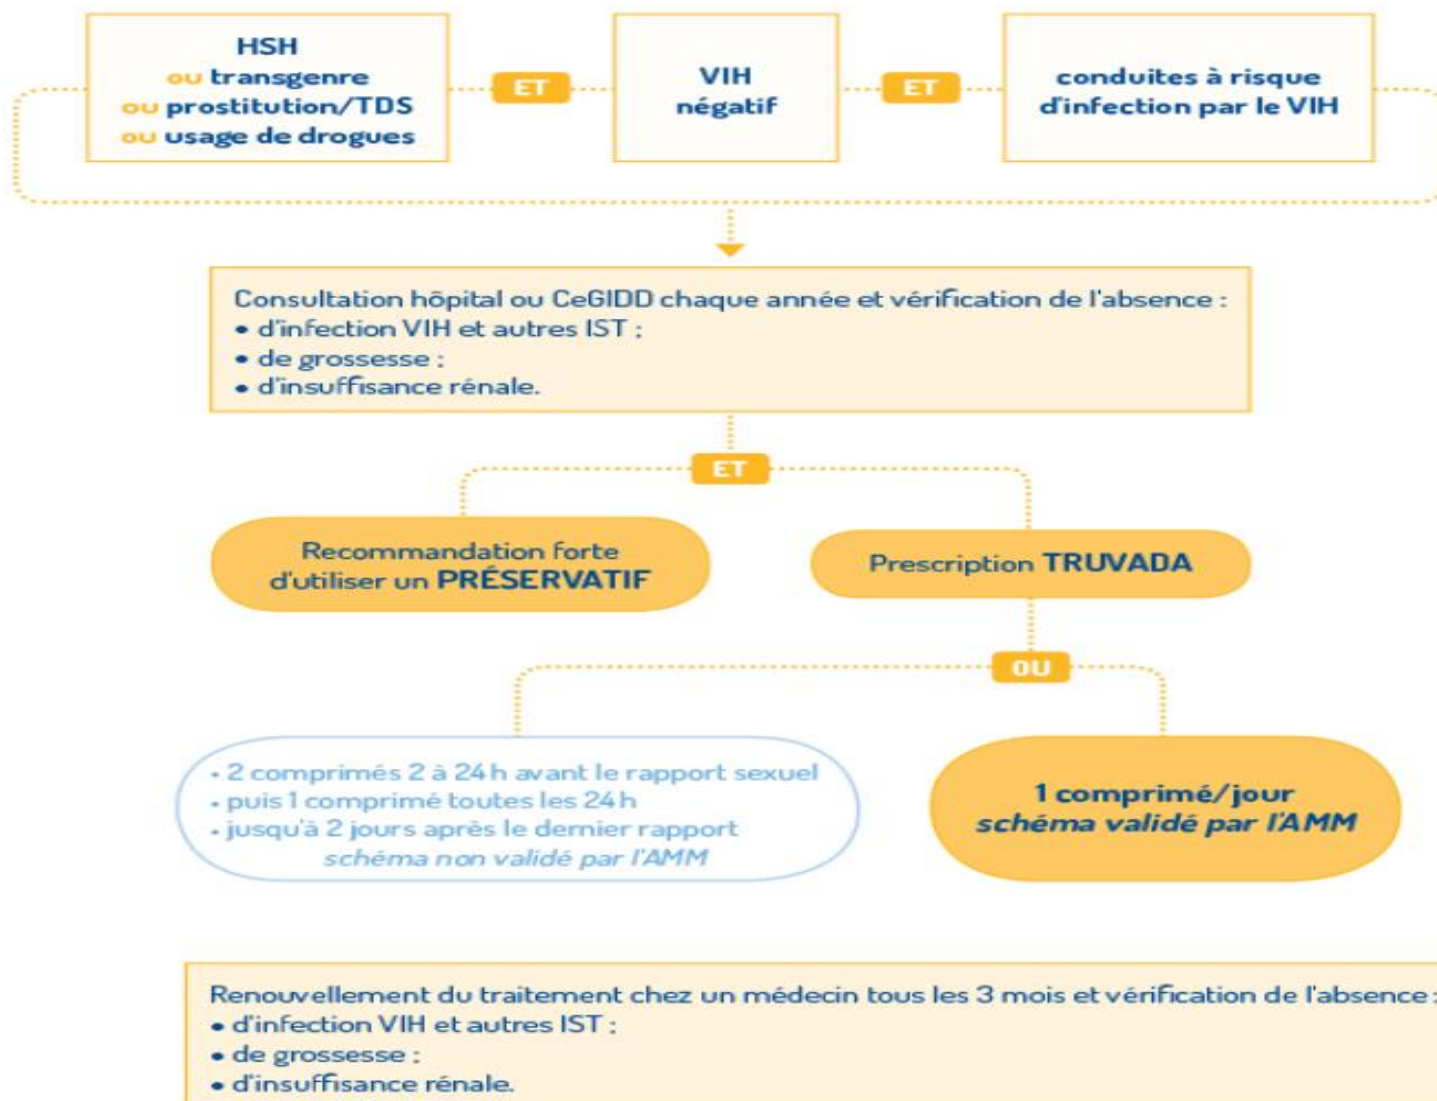 HSH
ou transgenre
ou prostitution/TDS
ou usage de drogues
ET
VIH
négatif
ET
conduites à risque
d'infection par le VIH
Consultation hôpital ou CeGIDD chaque année et vérification de l'absence :
• d'infection VIH et autres IST ;
• de grossesse ;
• d'insuffisance rénale.
ET
Recommandation forte
d'utiliser un PRÉSERVATIF
Prescription TRUVADA
OU
• 2 comprimés 2 à 24 h avant le rapport sexuel
• puis 1 comprimé toutes les 24 h
• jusqu'à 2 jours après le dernier rapport
schéma non validé par l'AMM
1 comprimé/jour
schéma validé par l'AMM
Renouvellement du traitement chez un médecin tous les 3 mois et vérification de l'absence :
• d'infection VIH et autres IST ;
• de grossesse ;
• d'insuffisance rénale.